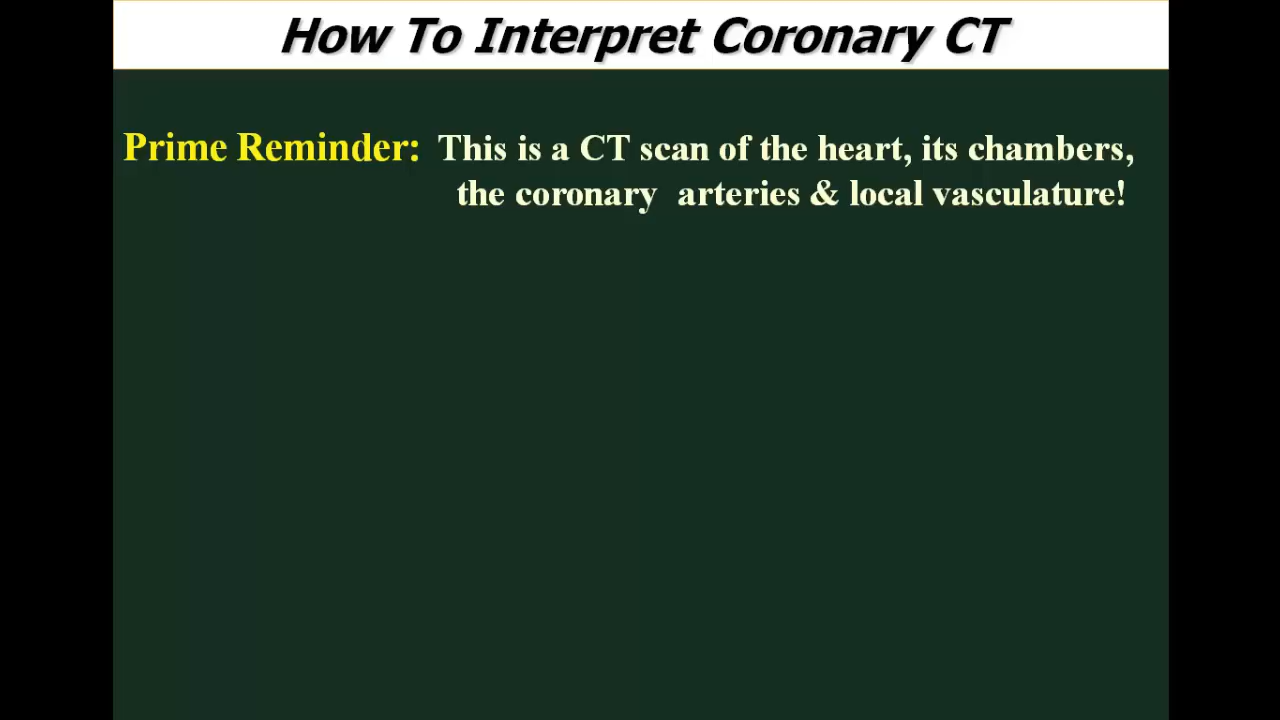 How To Interpret Coronary CT
Prime Reminder: This is a CT scan of the heart, its chambers,
the coronary arteries & local vasculature!